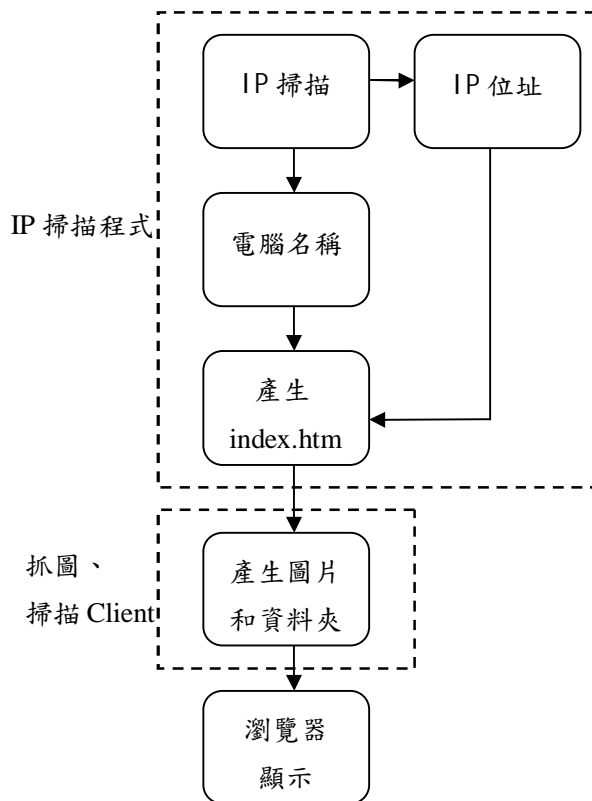 IP 掃描
IP 位址
IP 掃描程式
電腦名稱
產生
index.htm
抓圖、
掃描 Client
產生圖片
和資料夾
瀏覽器
顯示